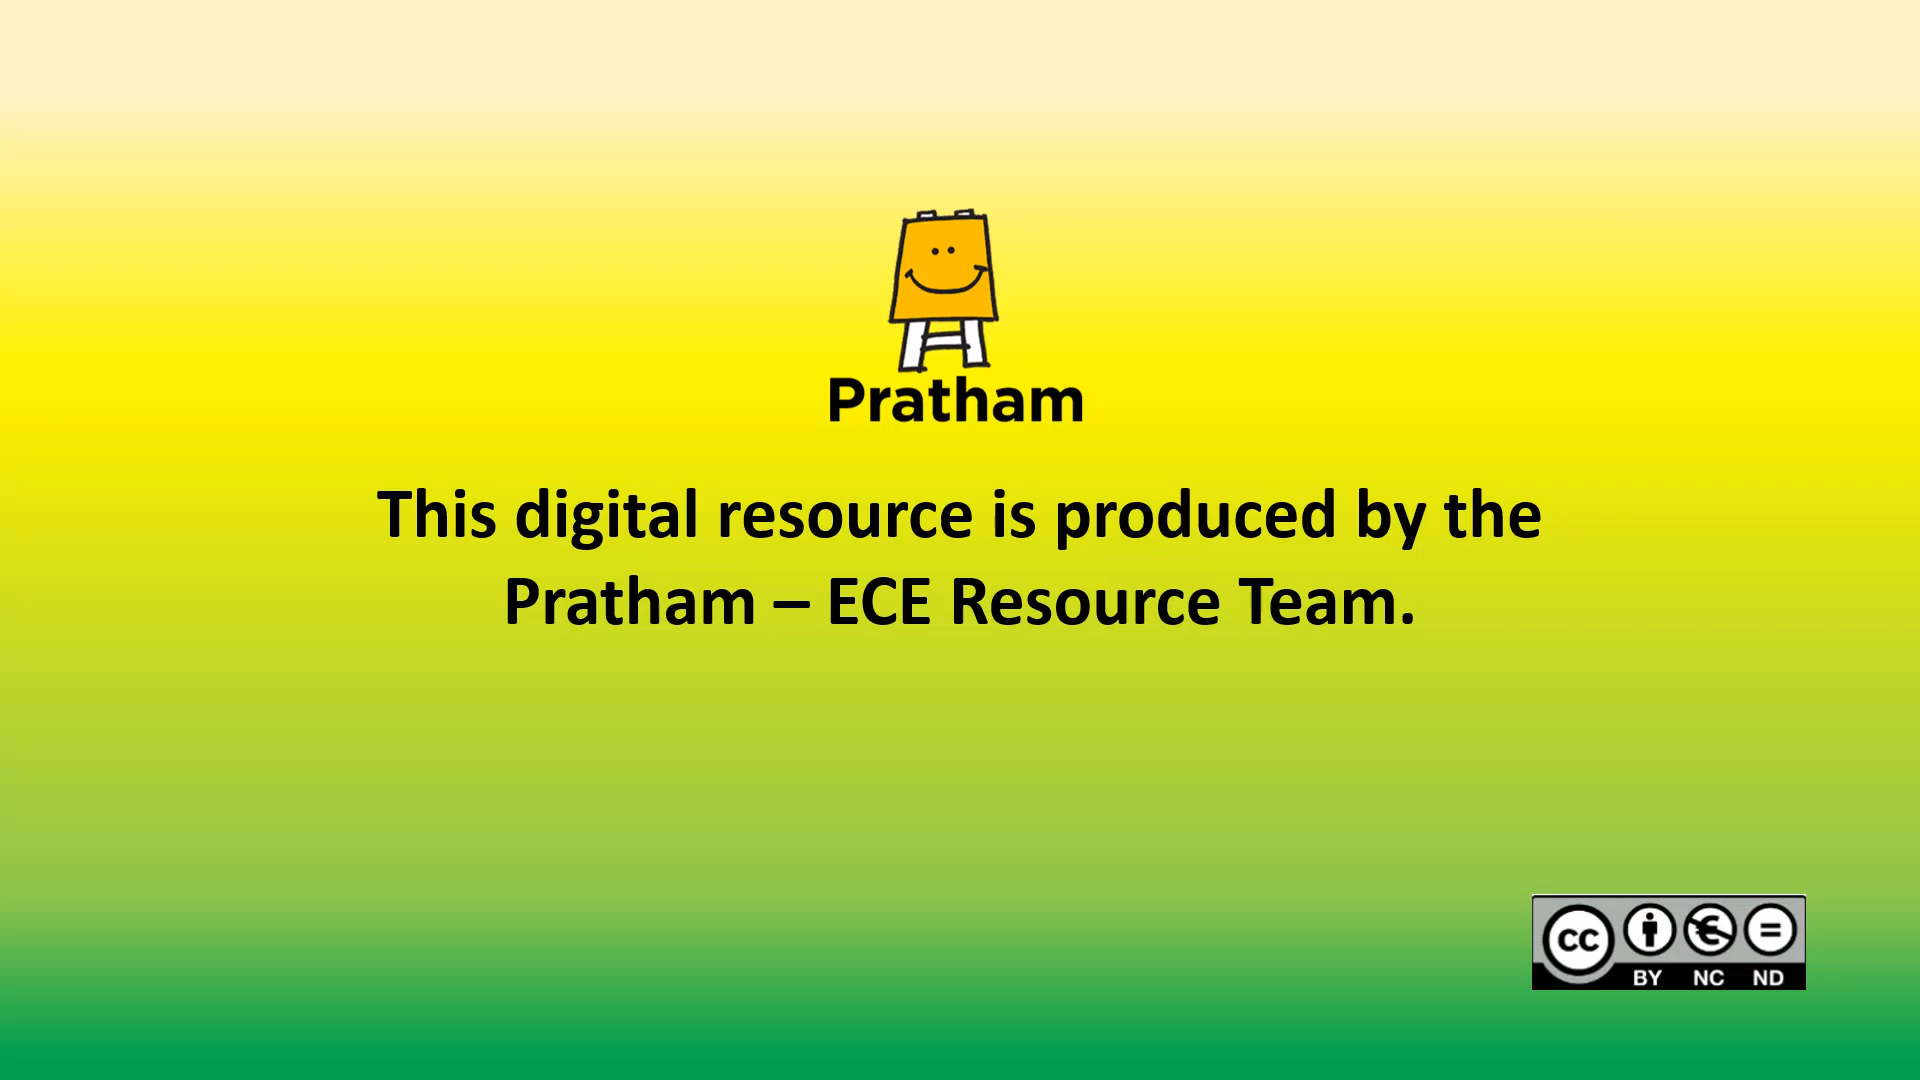 Pratham
This digital resource is produced by the
Pratham – ECE Resource Team.
cc
BY NC ND